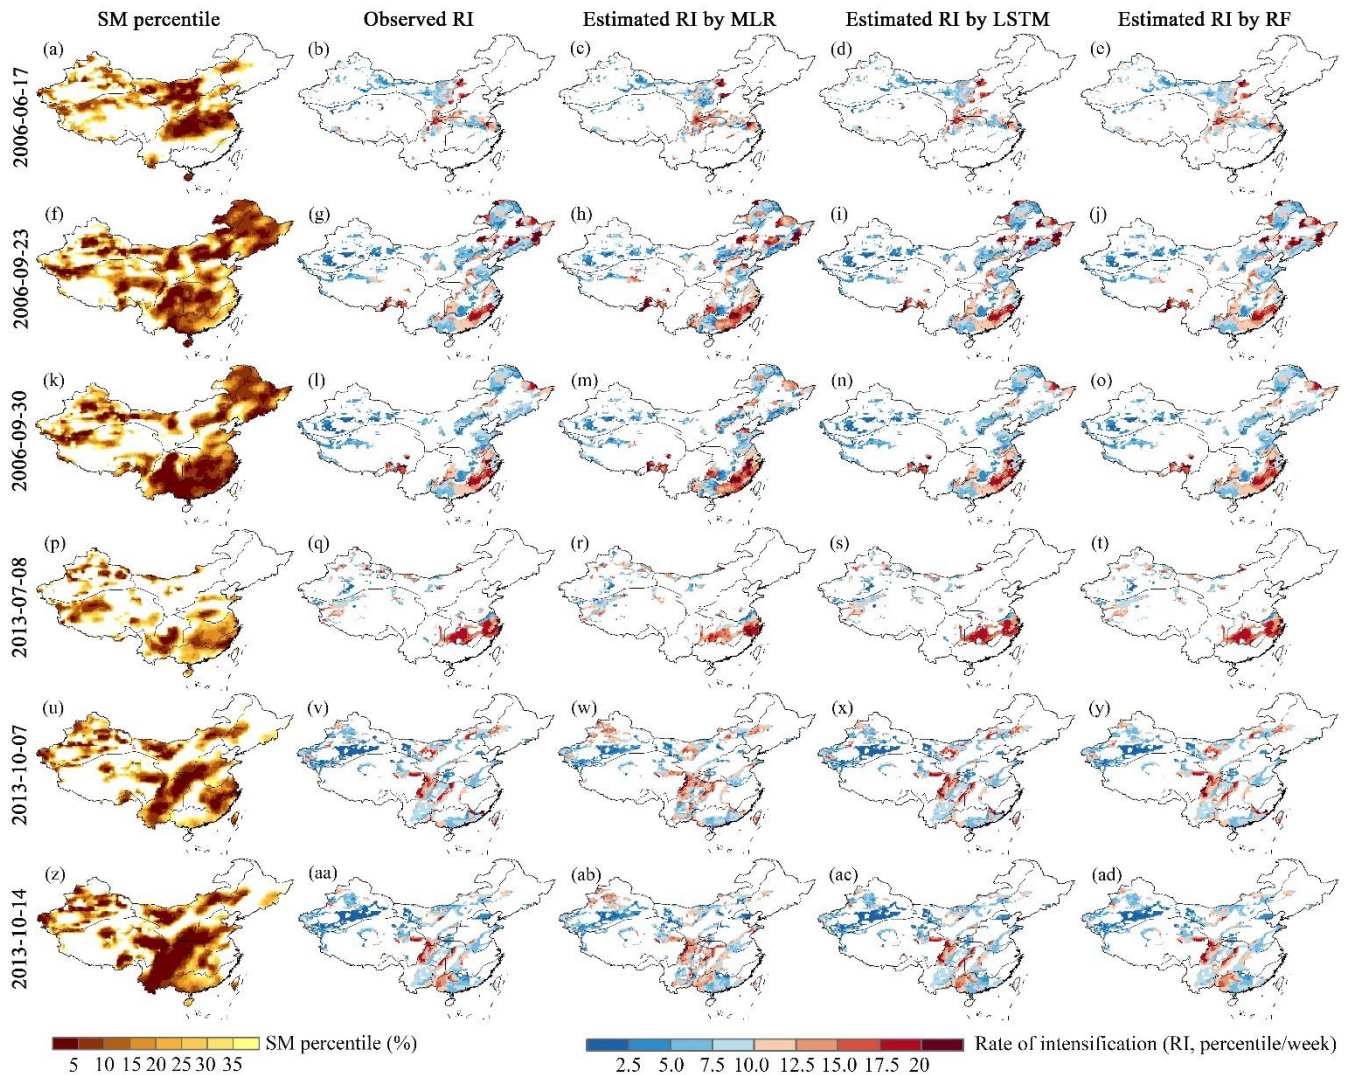 SM percentile Observed RI Estimated RI by MLR Estimated RI by LSTM Estimated RI by RF
2006-06-17
(a) (b) (c) (d) (e)
2006-09-23
(f) (g) (h) (i) (j)
2006-09-30
(k) (l) (m) (n) (o)
2013-07-08
(p) (q) (r) (s) (t)
2013-10-07
(u) (v) (w) (x) (y)
2013-10-14
(z) (aa) (ab) (ac) (ad)
SM percentile (%)
5 10 15 20 25 30 35
Rate of intensification (RI, percentile/week)
2.5 5.0 7.5 10.0 12.5 15.0 17.5 20